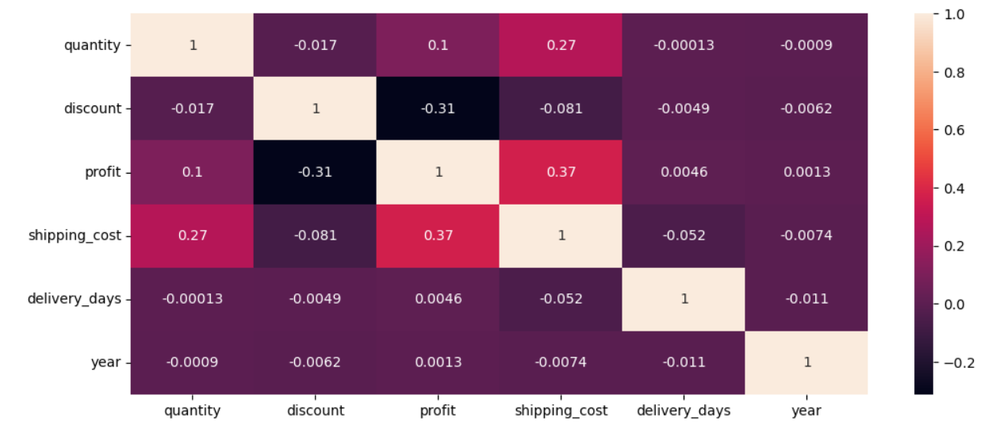 quantity 1 -0.017 0.1 0.27 -0.00013 -0.0009
discount -0.017 1 -0.31 -0.081 -0.0049 -0.0062
profit 0.1 -0.31 1 0.37 0.0046 0.0013
shipping_cost 0.27 -0.081 0.37 1 -0.052 -0.0074
delivery_days -0.00013 -0.0049 0.0046 -0.052 1 -0.011
year -0.0009 -0.0062 0.0013 -0.0074 -0.011 1
quantity discount profit shipping_cost delivery_days year
1.0
0.8
0.6
0.4
0.2
0.0
−0.2